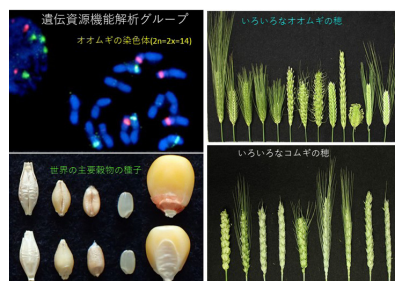 遺伝資源機能解析グループ
オオムギの染色体(2n=2x=14)
世界の主要穀物の種子
いろいろなオオムギの穂
いろいろなコムギの穂